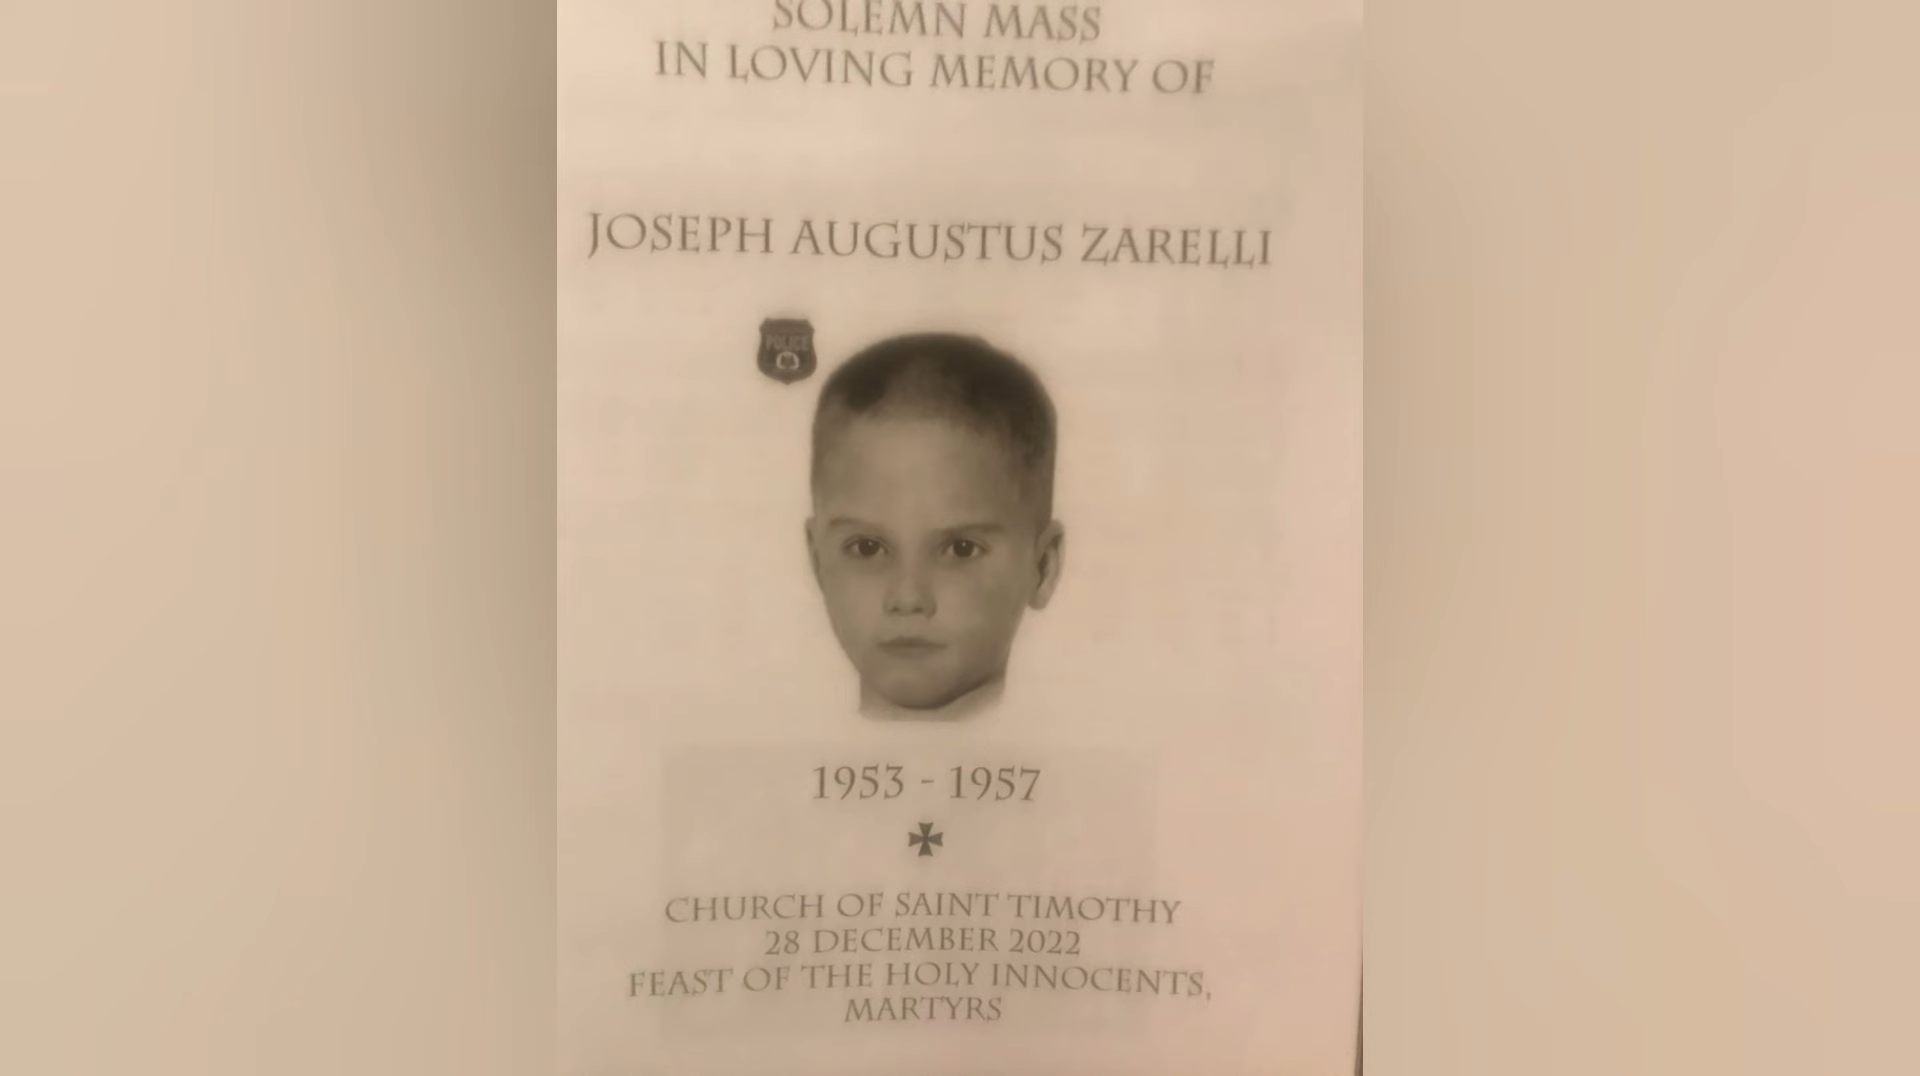 SOLEMN MASS
IN LOVING MEMORY OF
JOSEPH AUGUSTUS ZARELLI
POLICE
1953 - 1957
CHURCH OF SAINT TIMOTHY
28 DECEMBER 2022
FEAST OF THE HOLY INNOCENTS,
MARTYRS